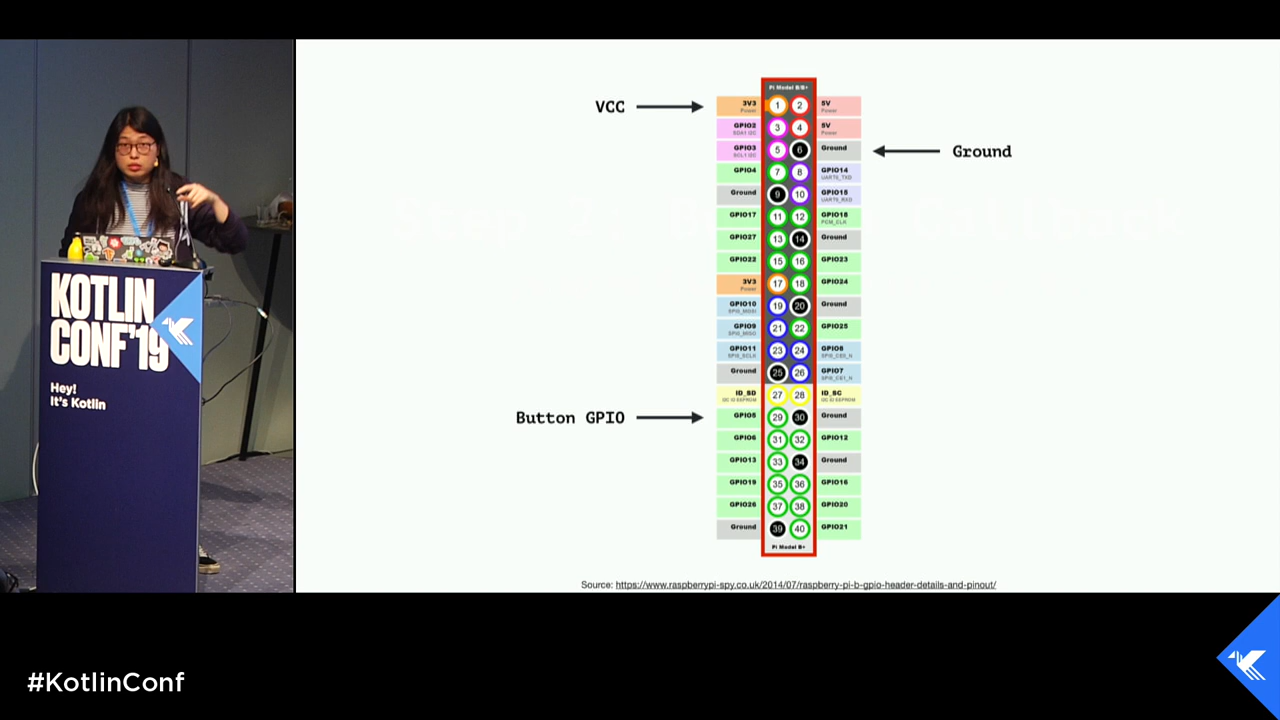 KOTLIN
CONF'19
Hey!
It's Kotlin
VCC
Ground
Button GPIO
Pi Model B/B+
3V3 1 2 5V
Power Power
GPIO2 3 4 5V
SDA1 I2C Power
GPIO3 5 6 Ground
SCL1 I2C
GPIO4 7 8 GPIO14
UART0_TXD
Ground 9 10 GPIO15
UART0_RXD
GPIO17 11 12 GPIO18
PCM_CLK
GPIO27 13 14 Ground
GPIO22 15 16 GPIO23
3V3 17 18 GPIO24
Power
GPIO10 19 20 Ground
SPI0_MOSI
GPIO9 21 22 GPIO25
SPI0_MISO
GPIO11 23 24 GPIO8
SPI0_SCLK SPI0_CE0_N
Ground 25 26 GPIO7
SPI0_CE1_N
ID_SD 27 28 ID_SC
I2C ID EEPROM I2C ID EEPROM
GPIO5 29 30 Ground
GPIO6 31 32 GPIO12
GPIO13 33 34 Ground
GPIO19 35 36 GPIO16
GPIO26 37 38 GPIO20
Ground 39 40 GPIO21
Pi Model B+
Source: https://www.raspberrypi-spy.co.uk/2014/07/raspberry-pi-b-gpio-header-details-and-pinout/
#KotlinConf